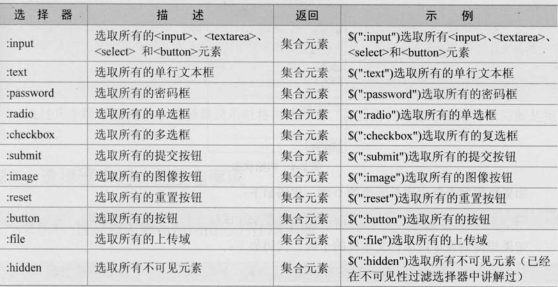 选 择 器 描 述 返回 示 例
:input 选取所有的<input>、<textarea>、<select> 和<button>元素 集合元素 $(":input")选取所有<input>、<textarea>、<select>和<button>元素
:text 选取所有的单行文本框 集合元素 $(":text")选取所有的单行文本框
:password 选取所有的密码框 集合元素 $(":password")选取所有的密码框
:radio 选取所有的单选框 集合元素 $(":radio")选取所有的单选框
:checkbox 选取所有的多选框 集合元素 $(":checkbox")选取所有的复选框
:submit 选取所有的提交按钮 集合元素 $(":submit")选取所有的提交按钮
:image 选取所有的图像按钮 集合元素 $(":image")选取所有的图像按钮
:reset 选取所有的重置按钮 集合元素 $(":reset")选取所有的重置按钮
:button 选取所有的按钮 集合元素 $(":button")选取所有的按钮
:file 选取所有的上传域 集合元素 $(":file")选取所有的上传域
:hidden 选取所有不可见元素 集合元素 $(":hidden")选取所有不可见元素（已经在不可见性过滤选择器中讲解过）